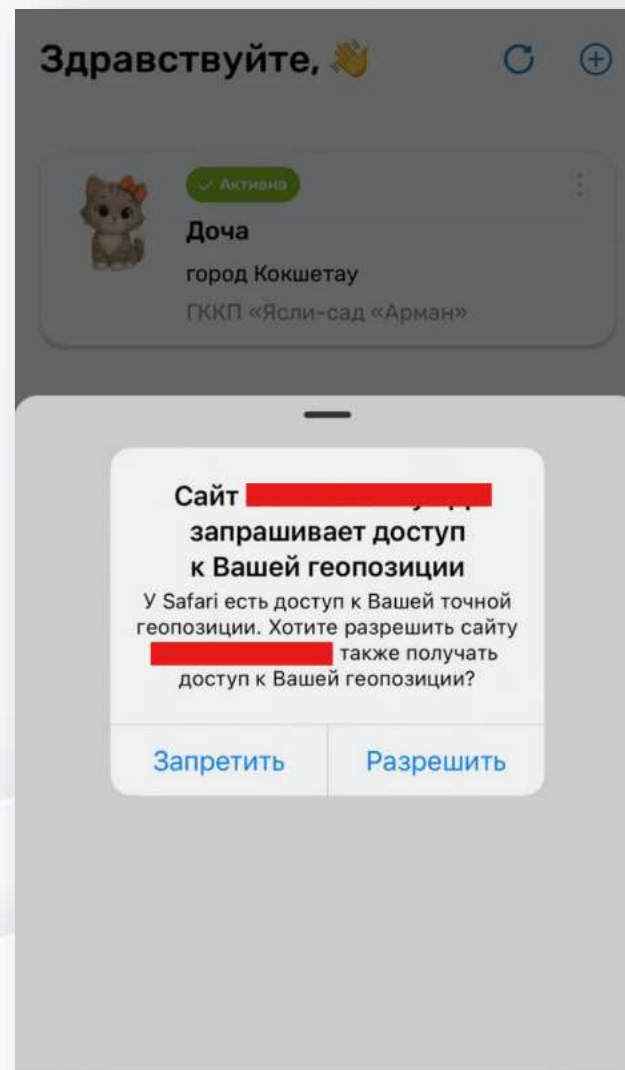 Здравствуйте, 👋
Активна
Доча
город Кокшетау
ГККП «Ясли-сад «Арман»
Сайт
запрашивает доступ
к Вашей геопозиции
У Safari есть доступ к Вашей точной
геопозиции. Хотите разрешить сайту
также получать
доступ к Вашей геопозиции?
Запретить Разрешить